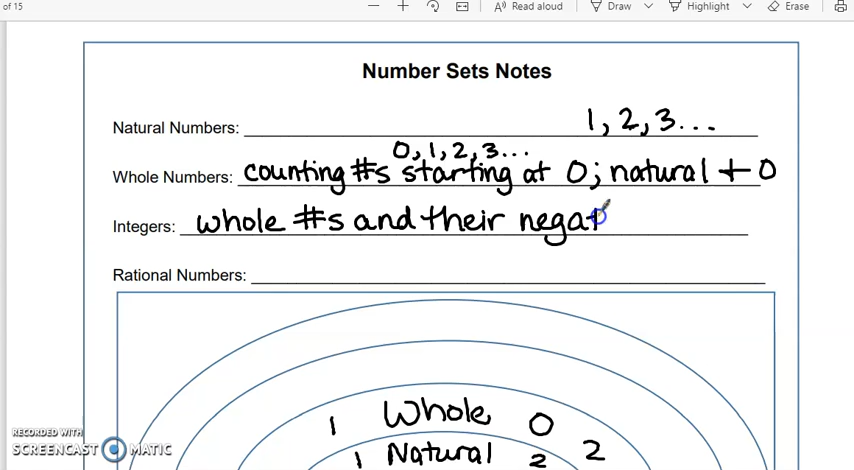 of 15 Read aloud Draw Highlight Erase
Number Sets Notes
Natural Numbers: 1, 2, 3...
0, 1, 2, 3...
Whole Numbers: counting #s starting at 0; natural + 0
Integers: whole #s and their negat
Rational Numbers:
1 Whole 0
1 Natural 2 2
RECORDED WITH
SCREENCAST MATIC